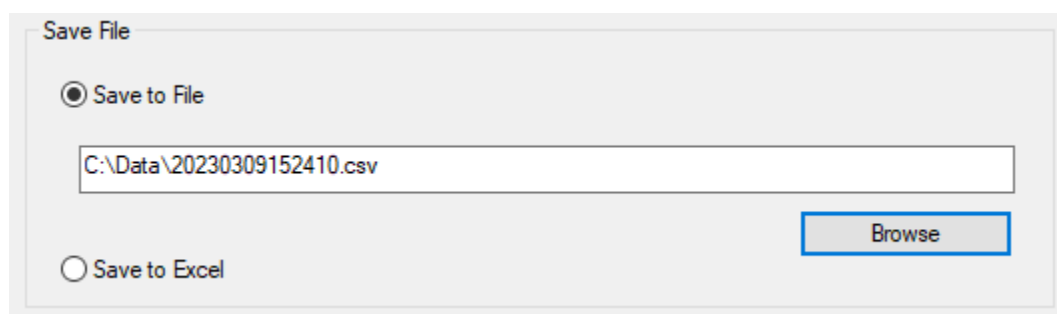 Save File
Save to File
C:\Data\20230309152410.csv
Browse
Save to Excel